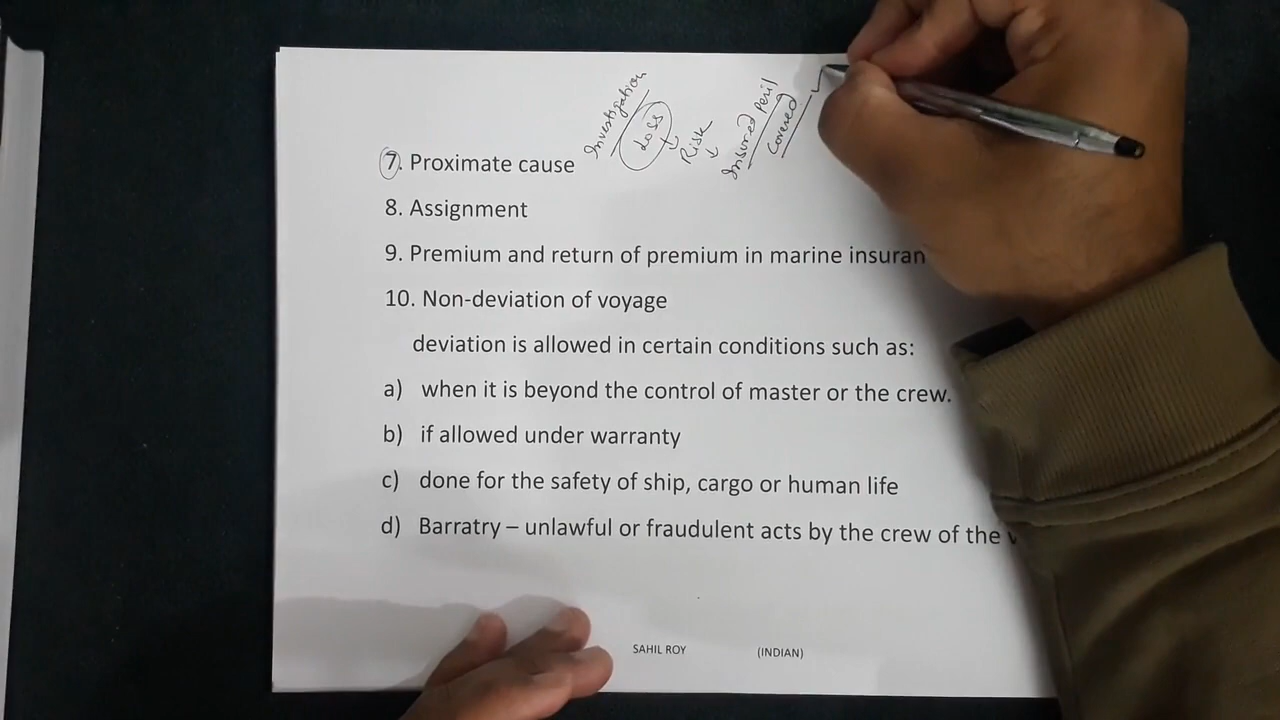 Investigation
Loss
Risk
Insured Peril
Covered
7. Proximate cause
8. Assignment
9. Premium and return of premium in marine insuran
10. Non-deviation of voyage
deviation is allowed in certain conditions such as:
a) when it is beyond the control of master or the crew.
b) if allowed under warranty
c) done for the safety of ship, cargo or human life
d) Barratry – unlawful or fraudulent acts by the crew of the
SAHIL ROY (INDIAN)